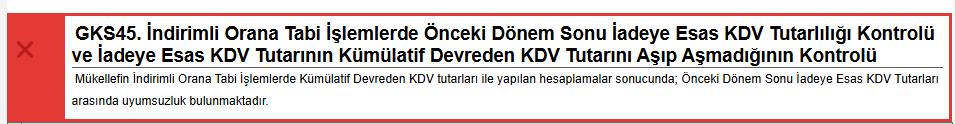 GKS45. İndirimli Orana Tabi İşlemlerde Önceki Dönem Sonu İadeye Esas KDV Tutarlılığı Kontrolü
ve İadeye Esas KDV Tutarının Kümülatif Devreden KDV Tutarını Aşıp Aşmadığının Kontrolü
Mükellefin İndirimli Orana Tabi İşlemlerde Kümülatif Devreden KDV tutarları ile yapılan hesaplamalar sonucunda; Önceki Dönem Sonu İadeye Esas KDV Tutarları
arasında uyumsuzluk bulunmaktadır.